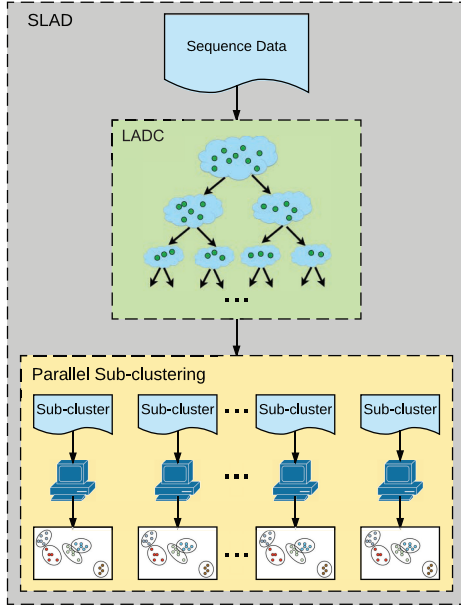 SLAD
Sequence Data
LADC
...
Parallel Sub-clustering
Sub-cluster Sub-cluster ... Sub-cluster Sub-cluster
...
...